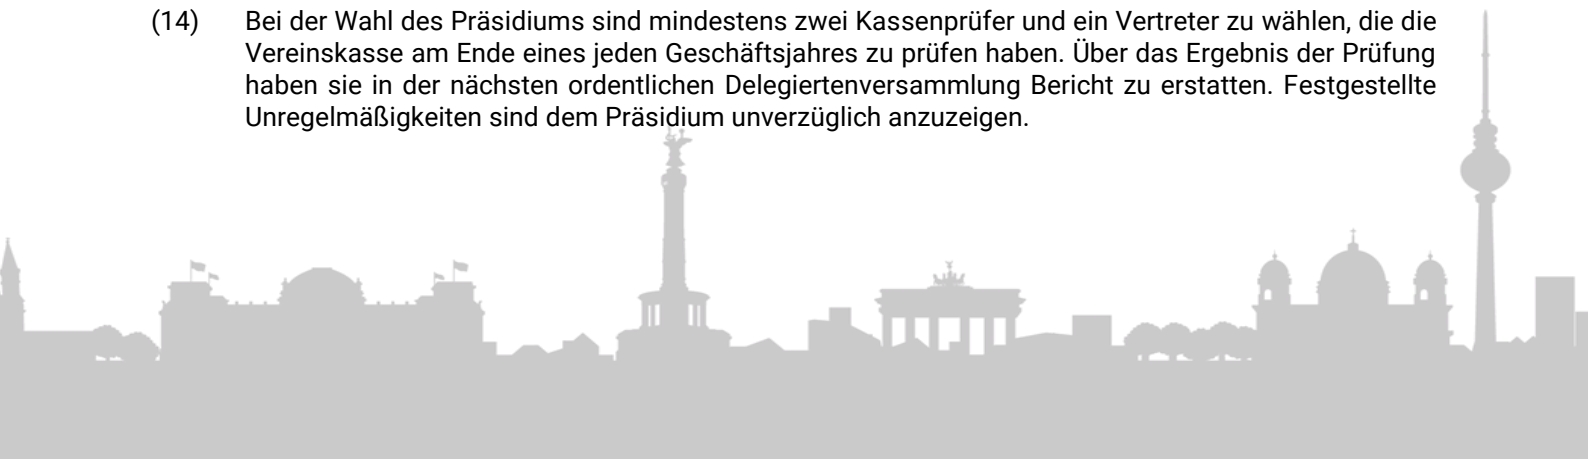 (14) Bei der Wahl des Präsidiums sind mindestens zwei Kassenprüfer und ein Vertreter zu wählen, die die
Vereinskasse am Ende eines jeden Geschäftsjahres zu prüfen haben. Über das Ergebnis der Prüfung
haben sie in der nächsten ordentlichen Delegiertenversammlung Bericht zu erstatten. Festgestellte
Unregelmäßigkeiten sind dem Präsidium unverzüglich anzuzeigen.